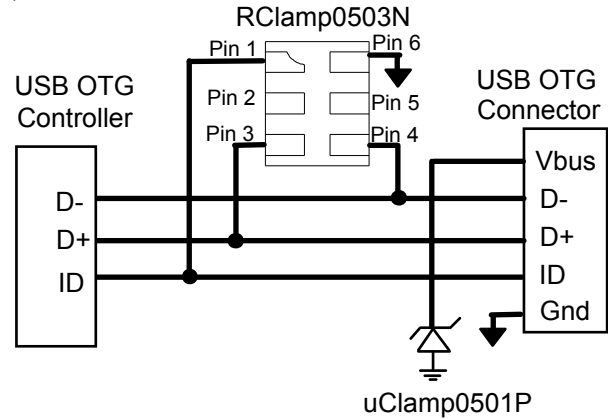 RClamp0503N
Pin 1
Pin 6
USB OTG
Controller
USB OTG
Connector
Pin 2
Pin 5
Pin 3
Pin 4
Vbus
D-
D-
D+
D+
ID
ID
Gnd
uClamp0501P